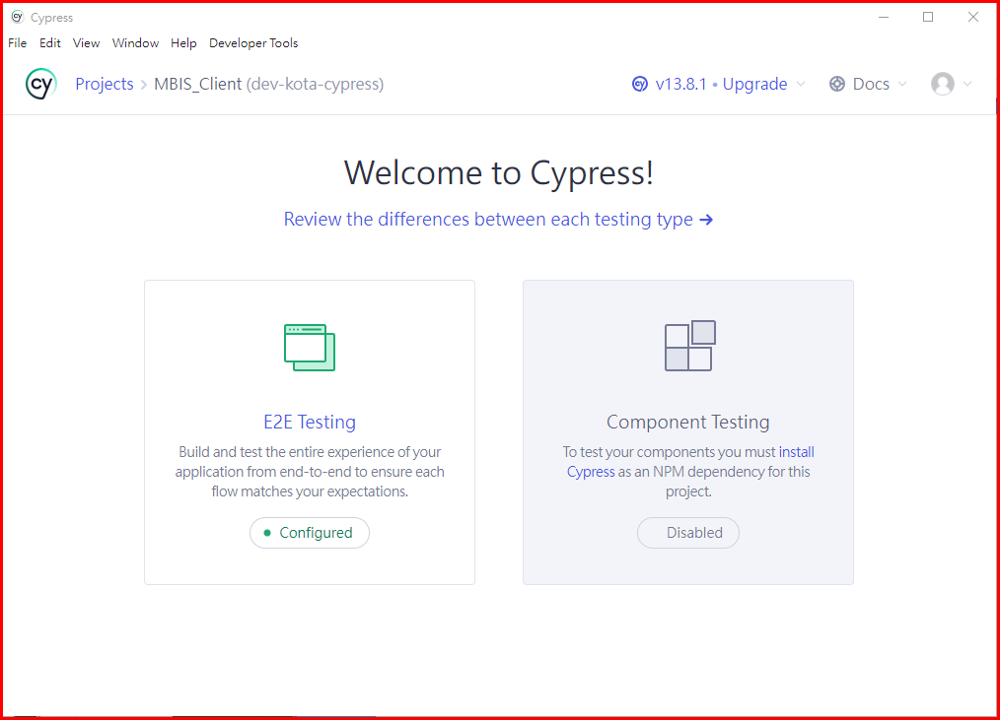 Cypress
File Edit View Window Help Developer Tools
cy Projects > MBIS_Client (dev-kota-cypress) cy v13.8.1 • Upgrade Docs
Welcome to Cypress!
Review the differences between each testing type →
E2E Testing
Build and test the entire experience of your
application from end-to-end to ensure each
flow matches your expectations.
Configured
Component Testing
To test your components you must install
Cypress as an NPM dependency for this
project.
Disabled